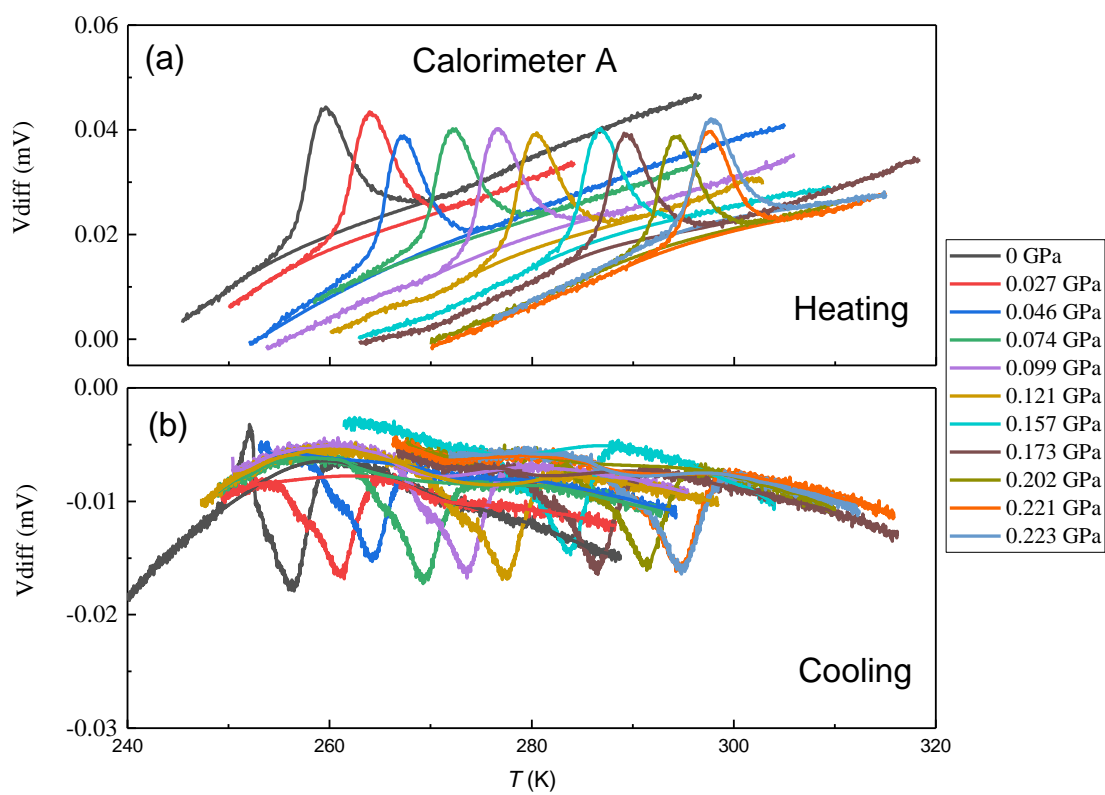 0.06
(a)
Calorimeter A
0.04
Vdiff (mV)
0.02
0.00
Heating
0.00
(b)
-0.01
Vdiff (mV)
-0.02
Cooling
-0.03
240
260
280
300
320
T (K)
0 GPa
0.027 GPa
0.046 GPa
0.074 GPa
0.099 GPa
0.121 GPa
0.157 GPa
0.173 GPa
0.202 GPa
0.221 GPa
0.223 GPa